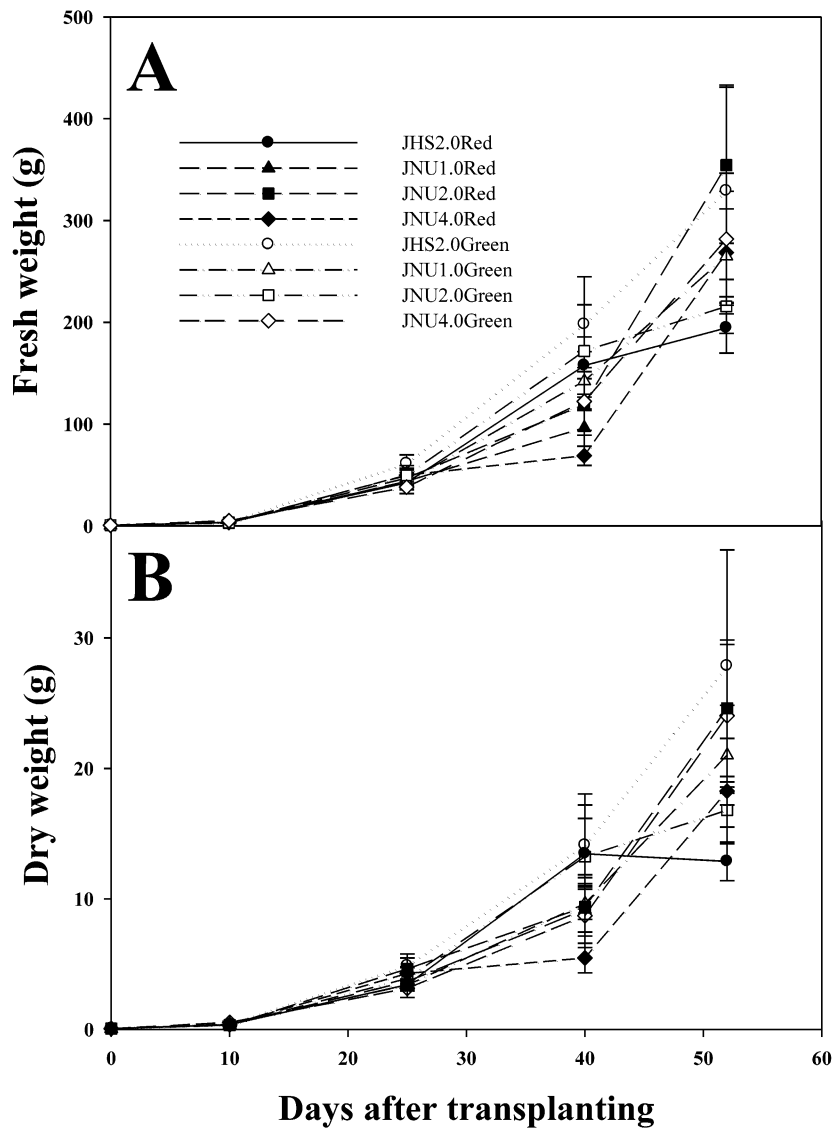 500
A
400
JHS2.0Red
JNU1.0Red
JNU2.0Red
JNU4.0Red
JHS2.0Green
JNU1.0Green
JNU2.0Green
JNU4.0Green
300
Fresh weight (g)
200
100
0
B
30
Dry weight (g)
20
10
0
0 10 20 30 40 50 60
Days after transplanting